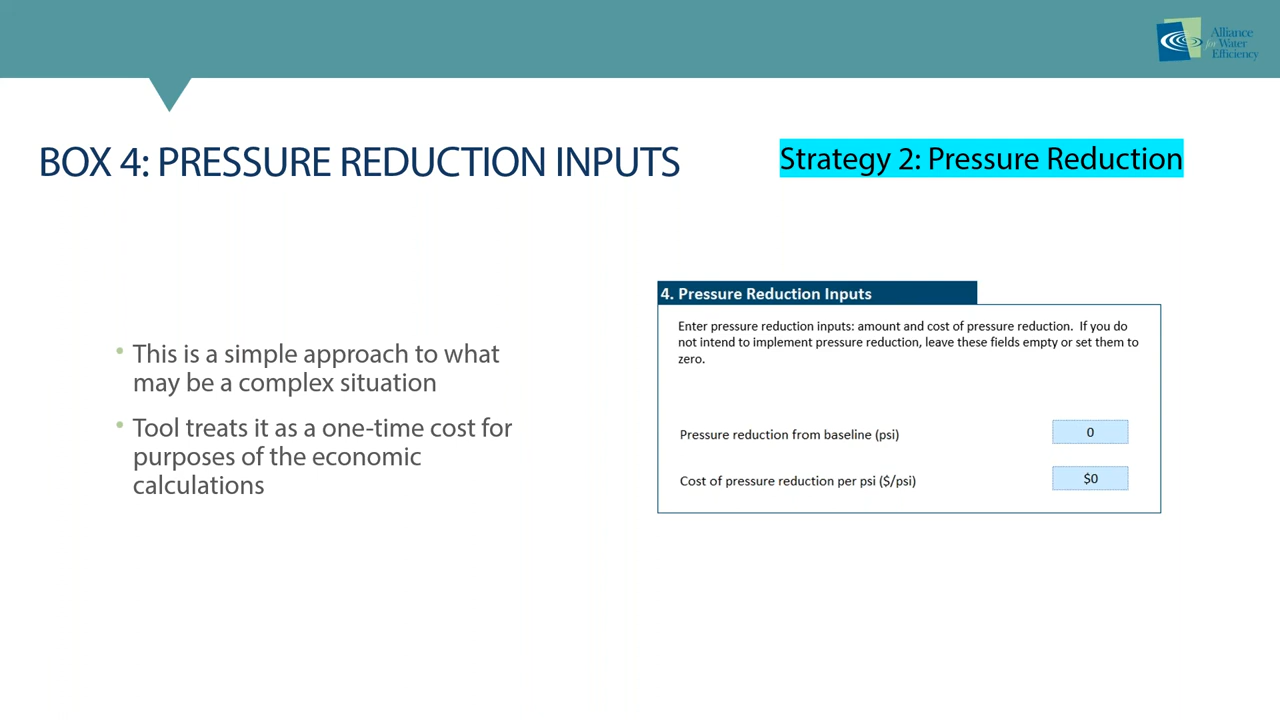 Alliance
for Water
Efficiency
BOX 4: PRESSURE REDUCTION INPUTS
Strategy 2: Pressure Reduction
• This is a simple approach to what
may be a complex situation
• Tool treats it as a one-time cost for
purposes of the economic
calculations
4. Pressure Reduction Inputs
Enter pressure reduction inputs: amount and cost of pressure reduction. If you do
not intend to implement pressure reduction, leave these fields empty or set them to
zero.
Pressure reduction from baseline (psi) 0
Cost of pressure reduction per psi ($/psi) $0